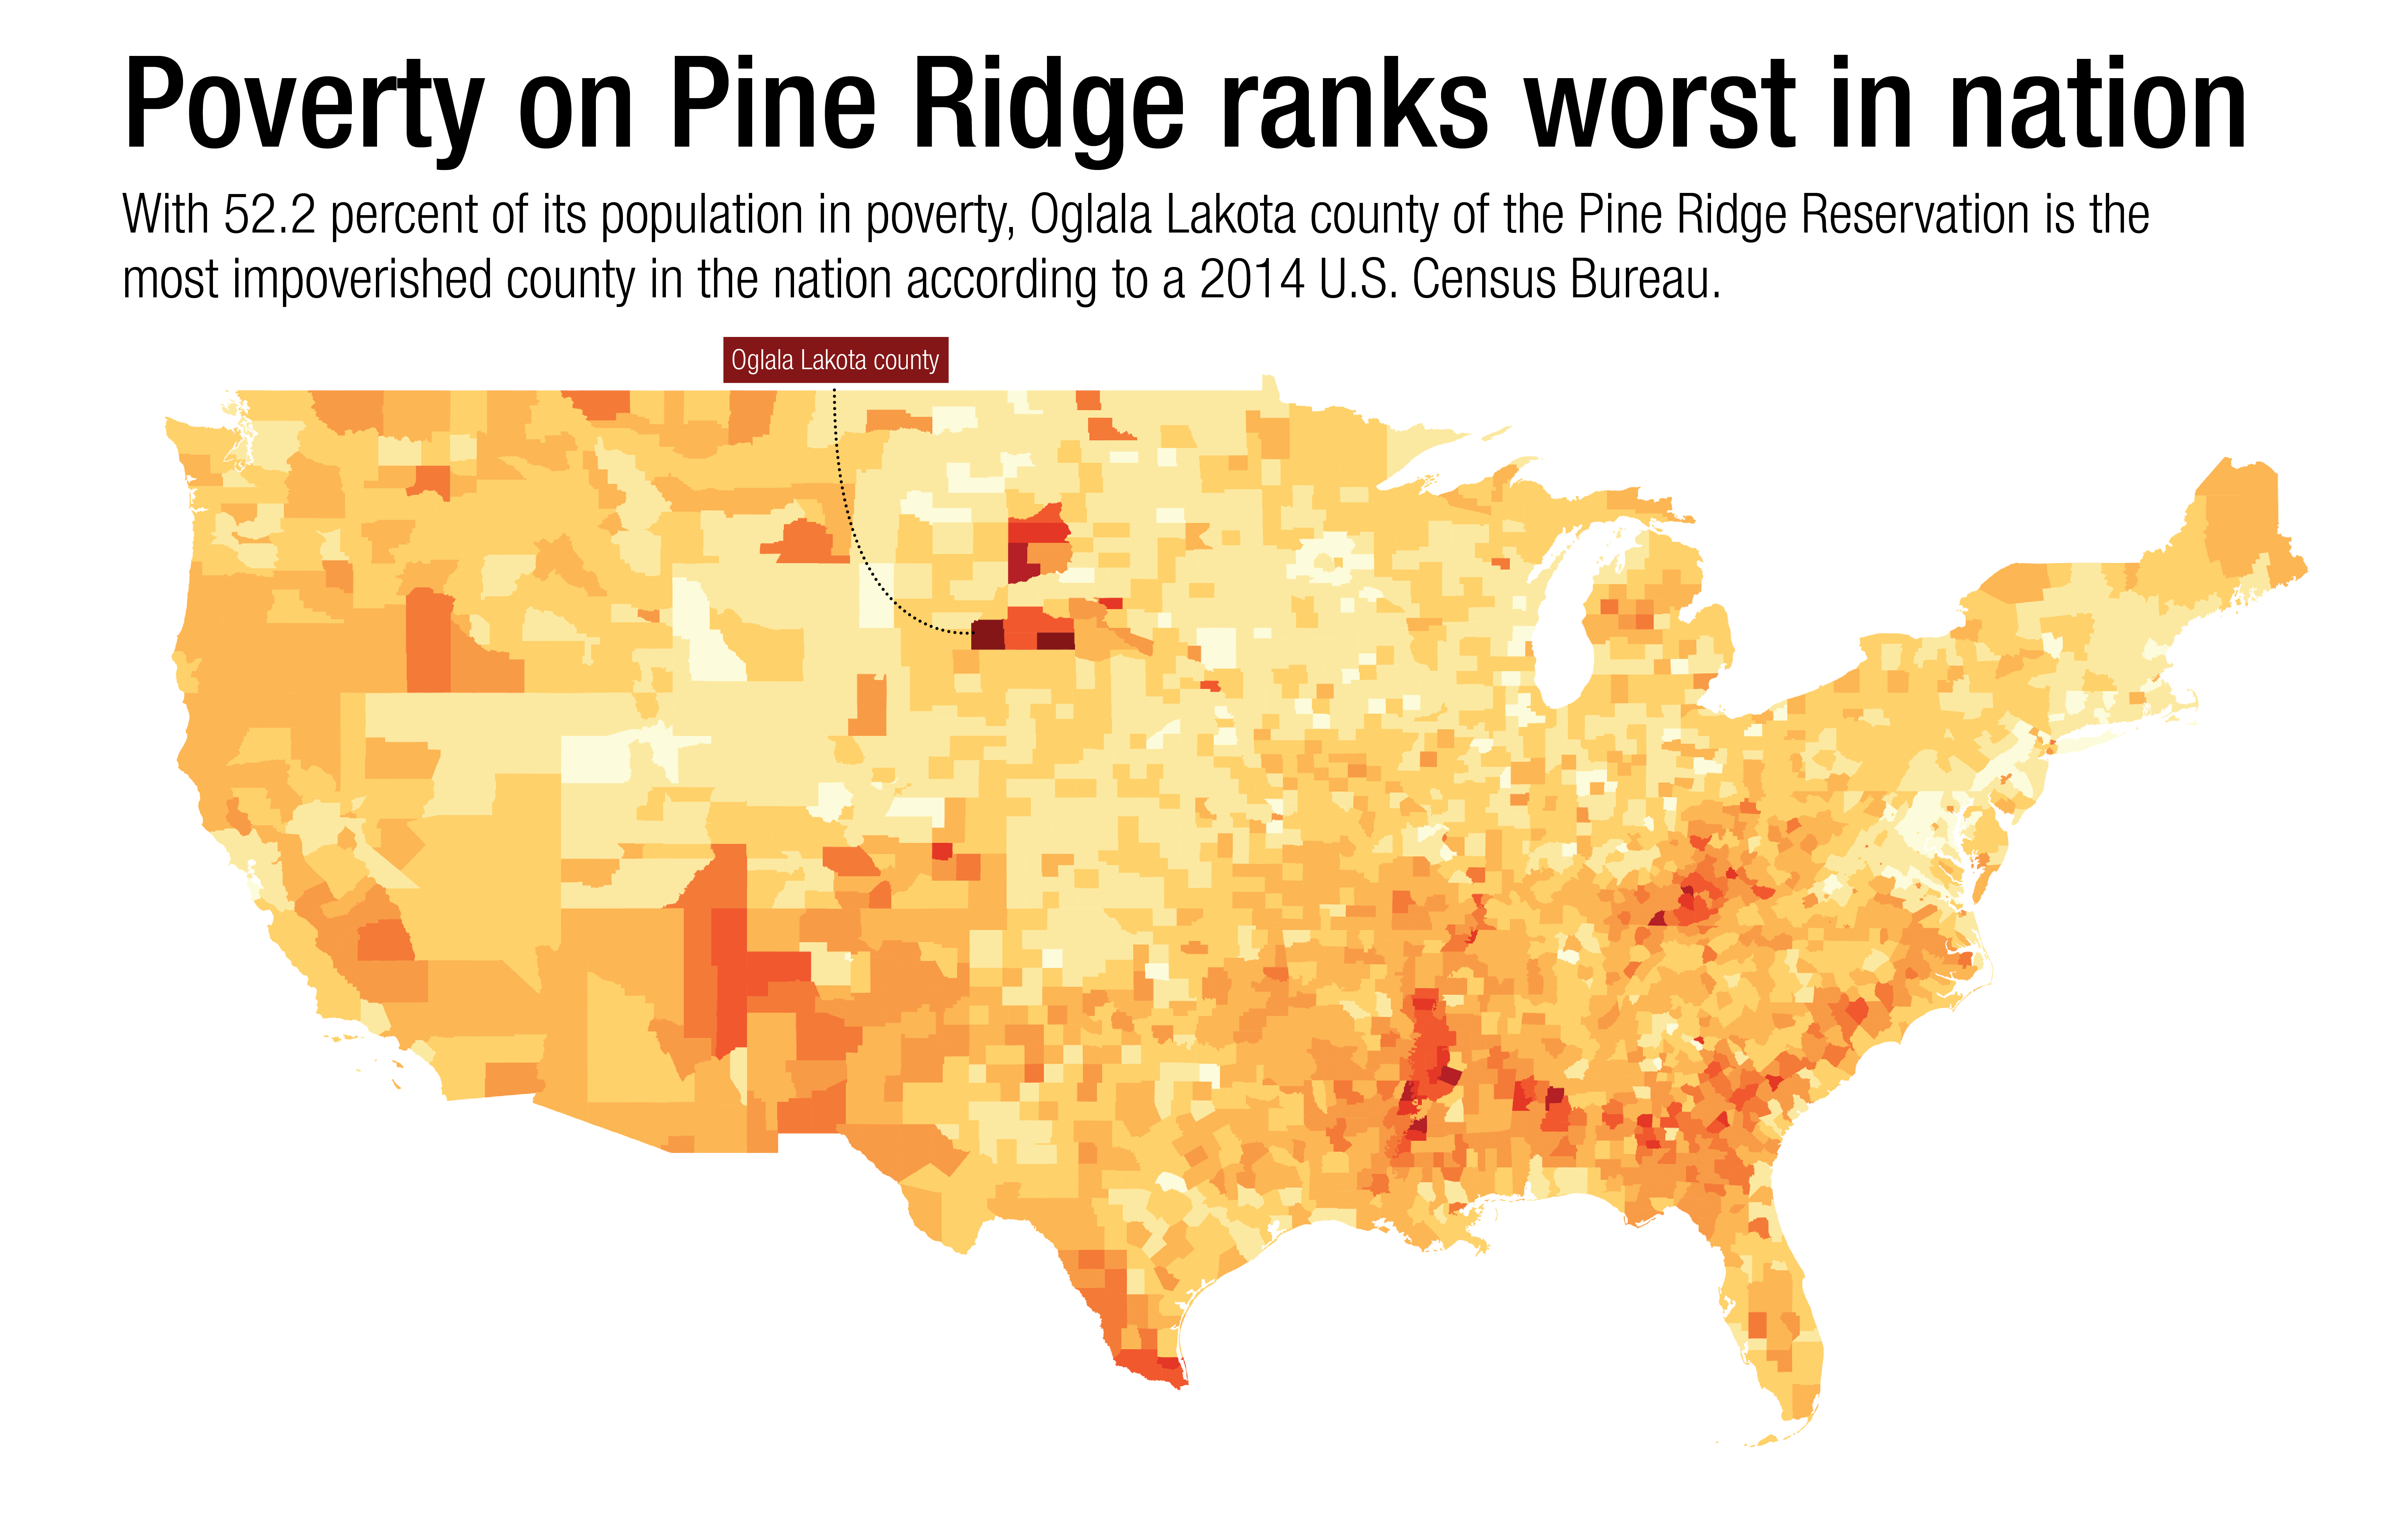 Poverty on Pine Ridge ranks worst in nation
With 52.2 percent of its population in poverty, Oglala Lakota county of the Pine Ridge Reservation is the
most impoverished county in the nation according to a 2014 U.S. Census Bureau.
Oglala Lakota county